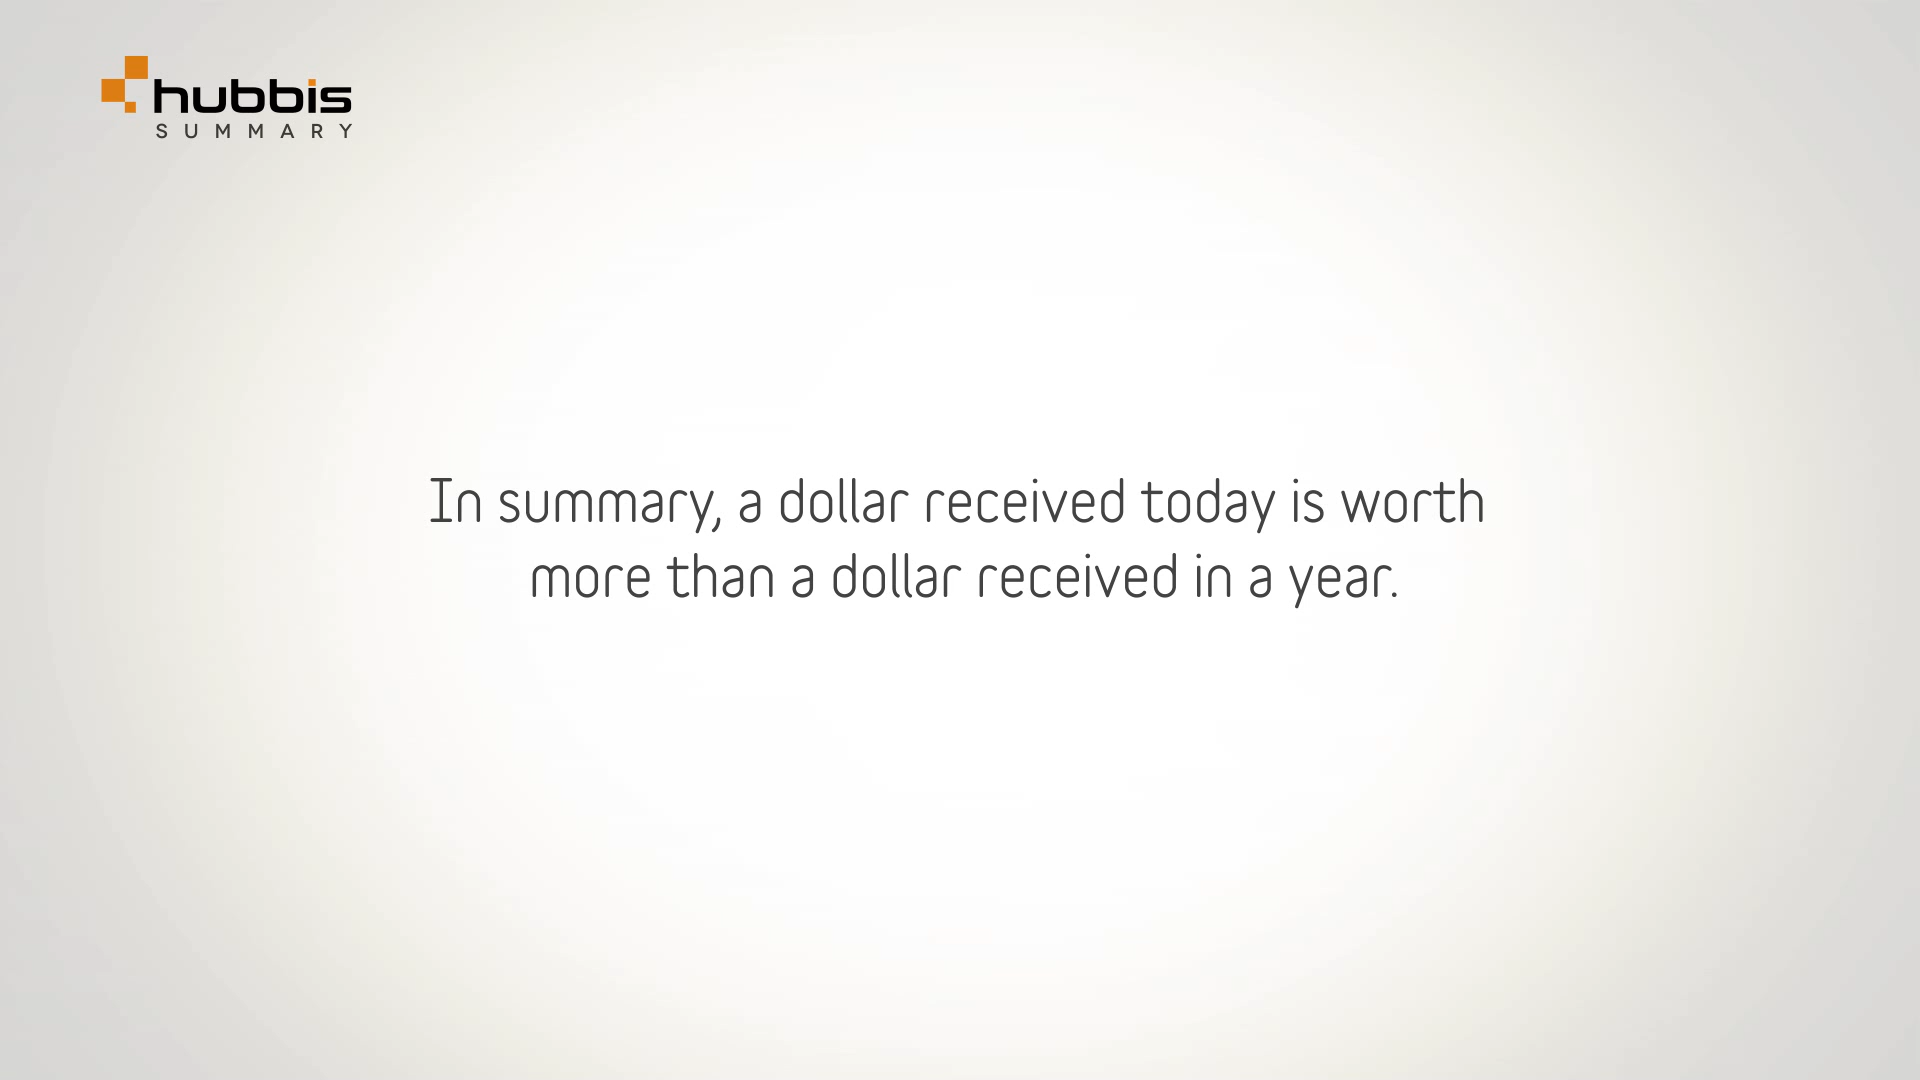 hubbis
SUMMARY
In summary, a dollar received today is worth
more than a dollar received in a year.